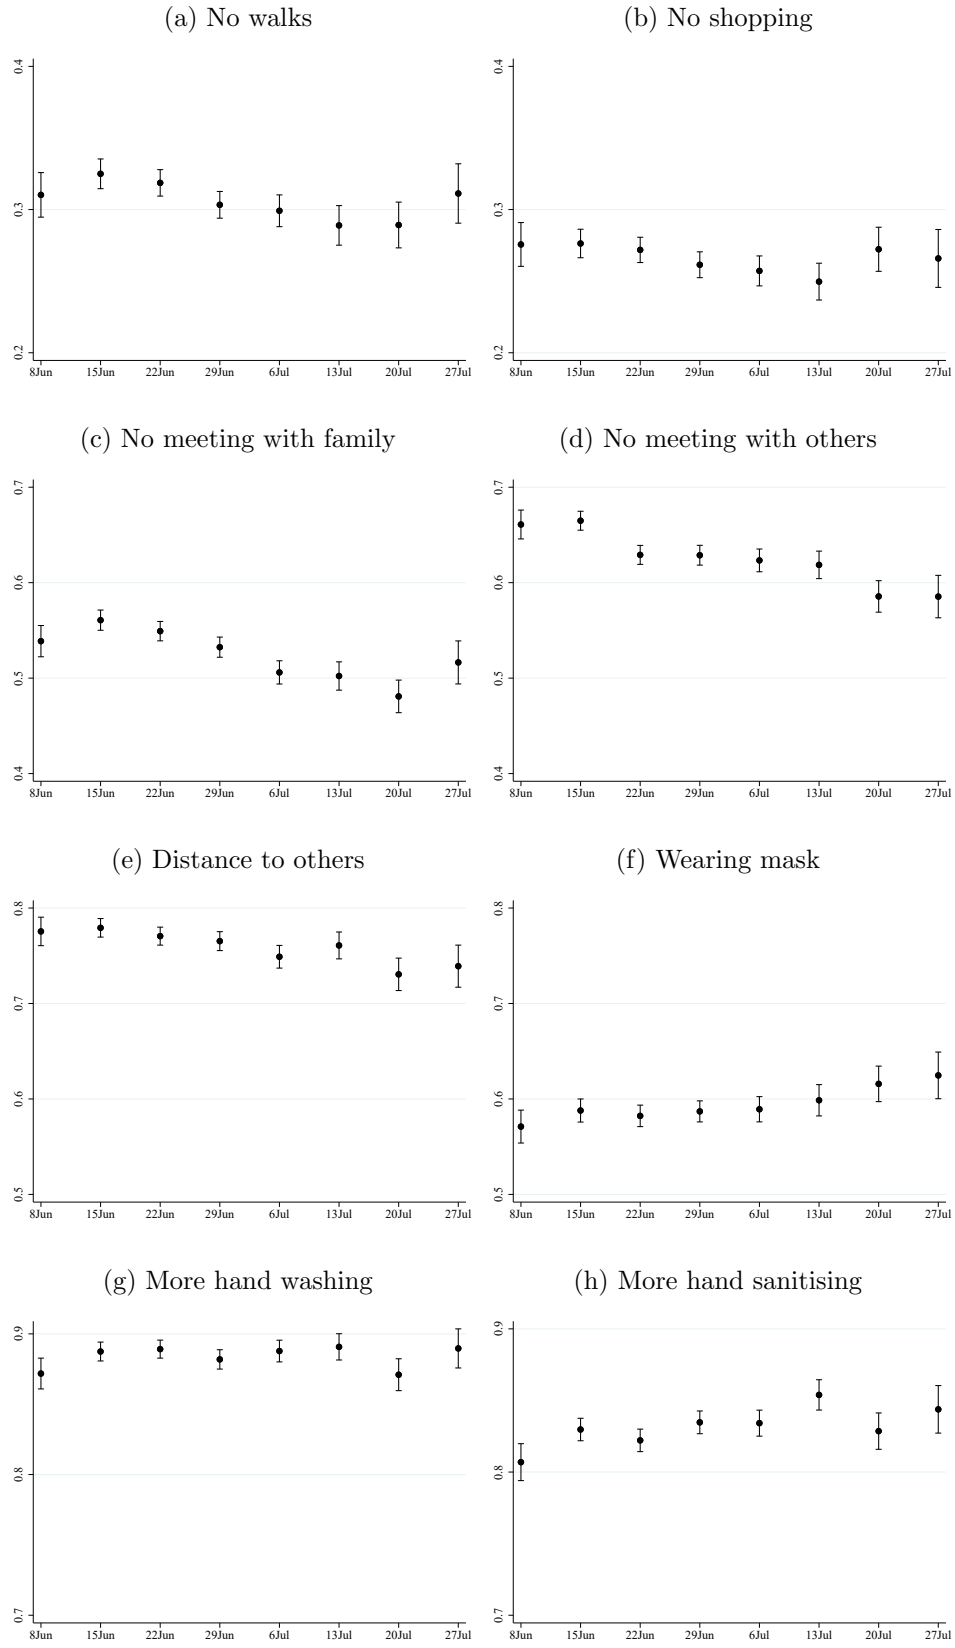 (a) No walks
0.4
0.3
0.2
8Jun 15Jun 22Jun 29Jun 6Jul 13Jul 20Jul 27Jul
(b) No shopping
0.4
0.3
0.2
8Jun 15Jun 22Jun 29Jun 6Jul 13Jul 20Jul 27Jul
(c) No meeting with family
0.7
0.6
0.5
0.4
8Jun 15Jun 22Jun 29Jun 6Jul 13Jul 20Jul 27Jul
(d) No meeting with others
0.7
0.6
0.5
0.4
8Jun 15Jun 22Jun 29Jun 6Jul 13Jul 20Jul 27Jul
(e) Distance to others
0.8
0.7
0.6
0.5
8Jun 15Jun 22Jun 29Jun 6Jul 13Jul 20Jul 27Jul
(f) Wearing mask
0.8
0.7
0.6
0.5
8Jun 15Jun 22Jun 29Jun 6Jul 13Jul 20Jul 27Jul
(g) More hand washing
0.9
0.8
0.7
8Jun 15Jun 22Jun 29Jun 6Jul 13Jul 20Jul 27Jul
(h) More hand sanitising
0.9
0.8
0.7
8Jun 15Jun 22Jun 29Jun 6Jul 13Jul 20Jul 27Jul